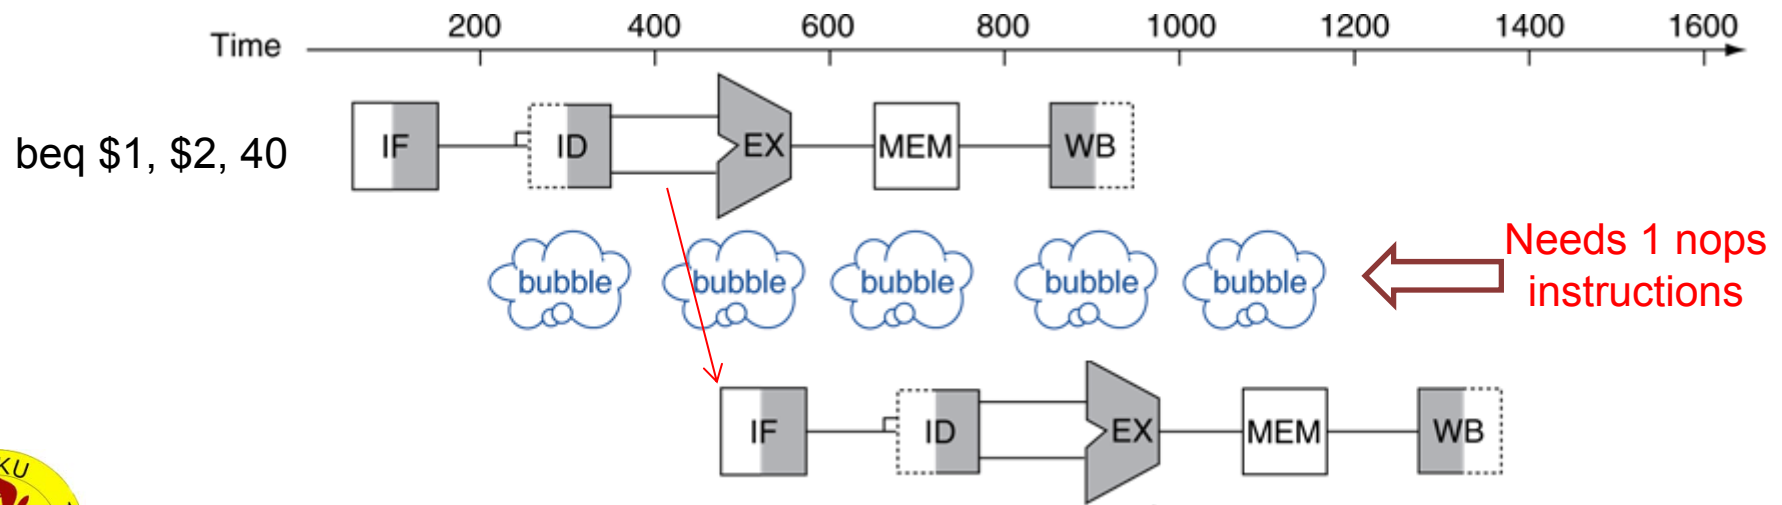 Time 200 400 600 800 1000 1200 1400 1600
beq $1, $2, 40 IF ID EX MEM WB
bubble bubble bubble bubble bubble
Needs 1 nops
instructions
IF ID EX MEM WB
KU